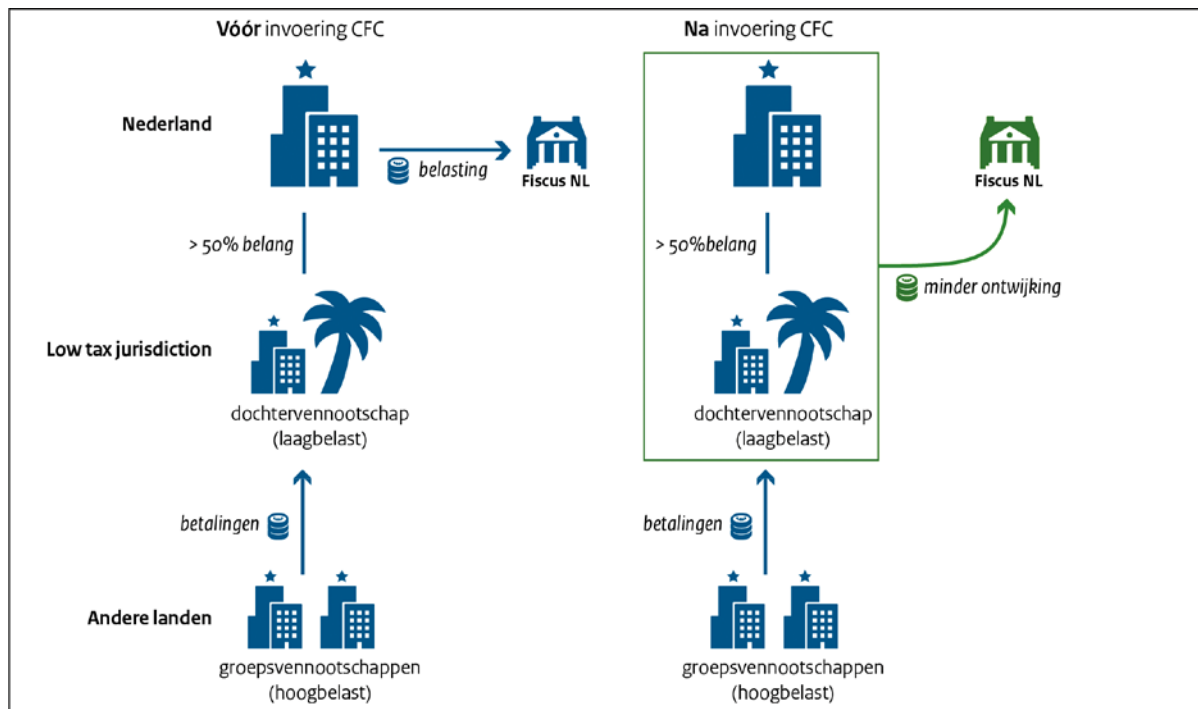 Vóór invoering CFC
Na invoering CFC
Nederland
belasting
Fiscus NL
Fiscus NL
> 50% belang
> 50%belang
minder ontwijking
Low tax jurisdiction
dochtervennootschap
(laagbelast)
dochtervennootschap
(laagbelast)
betalingen
betalingen
Andere landen
groepsvennootschappen
(hoogbelast)
groepsvennootschappen
(hoogbelast)